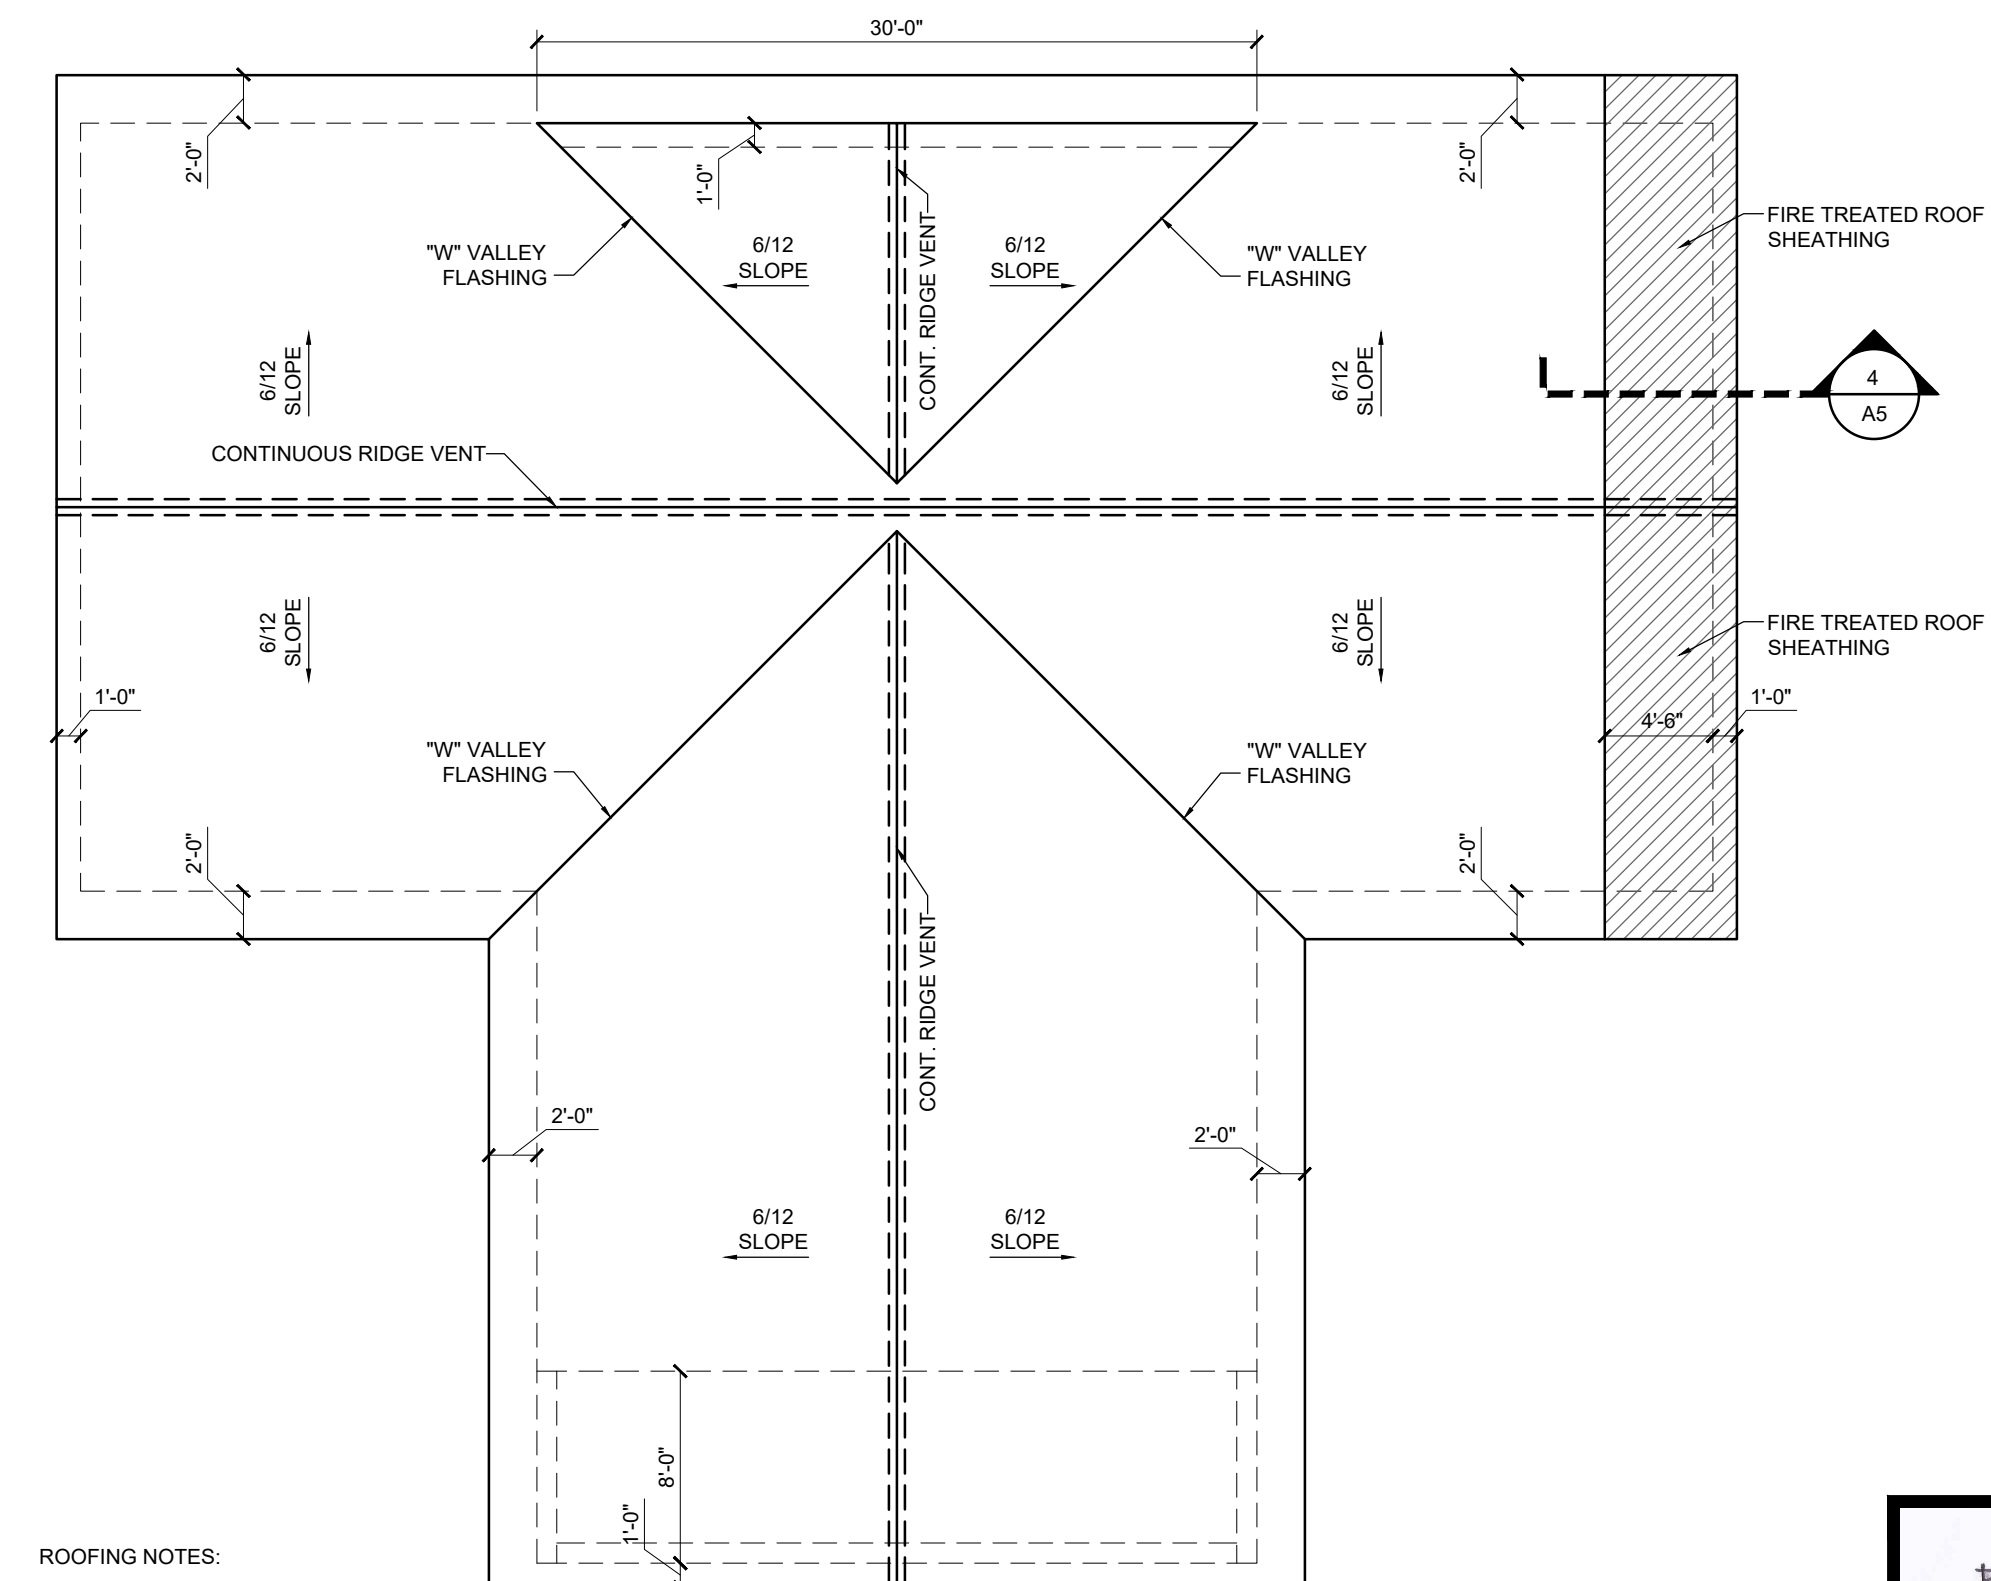 30'-0"
2'-0"
1'-0"
2'-0"
FIRE TREATED ROOF
SHEATHING
"W" VALLEY
FLASHING
6/12
SLOPE
CONT. RIDGE VENT
6/12
SLOPE
"W" VALLEY
FLASHING
6/12
SLOPE
6/12
SLOPE
4
A5
CONTINUOUS RIDGE VENT
6/12
SLOPE
6/12
SLOPE
FIRE TREATED ROOF
SHEATHING
1'-0"
4'-6"
1'-0"
"W" VALLEY
FLASHING
"W" VALLEY
FLASHING
2'-0"
2'-0"
CONT. RIDGE VENT
2'-0"
2'-0"
6/12
SLOPE
6/12
SLOPE
8'-0"
1'-0"
ROOFING NOTES: